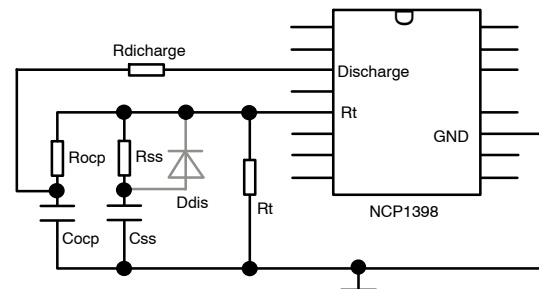 Rdicharge
Discharge
Rt
GND
Rocp
Rss
Ddis
Rt
NCP1398
Cocp
Css